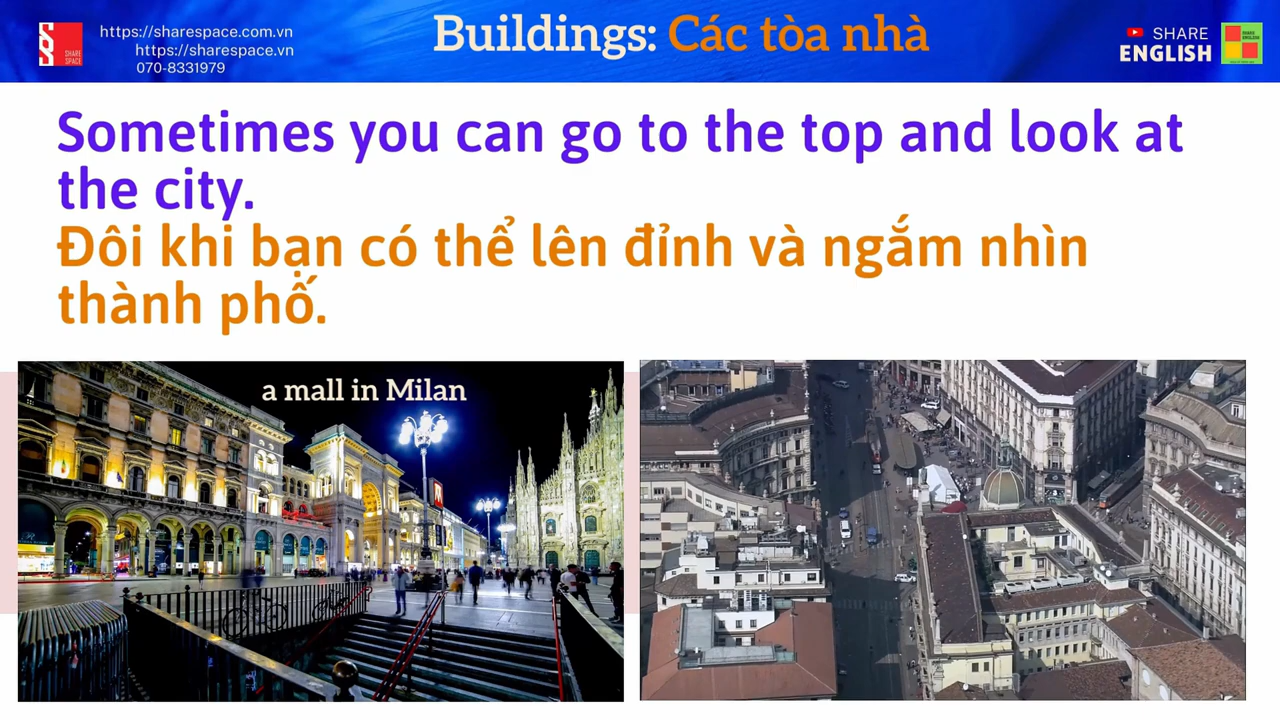 SHARE
SPACE
https://sharespace.com.vn
https://sharespace.vn
070-8331979
Buildings: Các tòa nhà
SHARE
ENGLISH
Sometimes you can go to the top and look at
the city.
Đôi khi bạn có thể lên đỉnh và ngắm nhìn
thành phố.
a mall in Milan